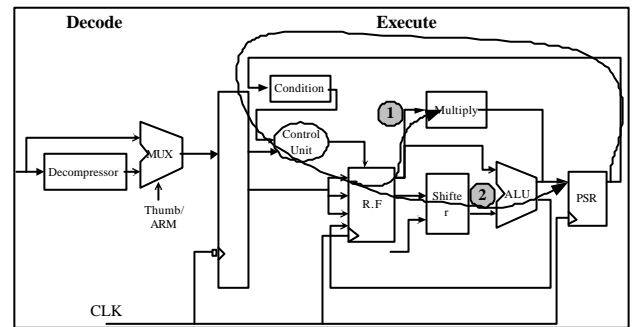 Decode
Execute
Condition
1
Multiply
Control
Unit
MUX
Decompressor
R.F
Shifte
r
2
ALU
PSR
Thumb/
ARM
CLK